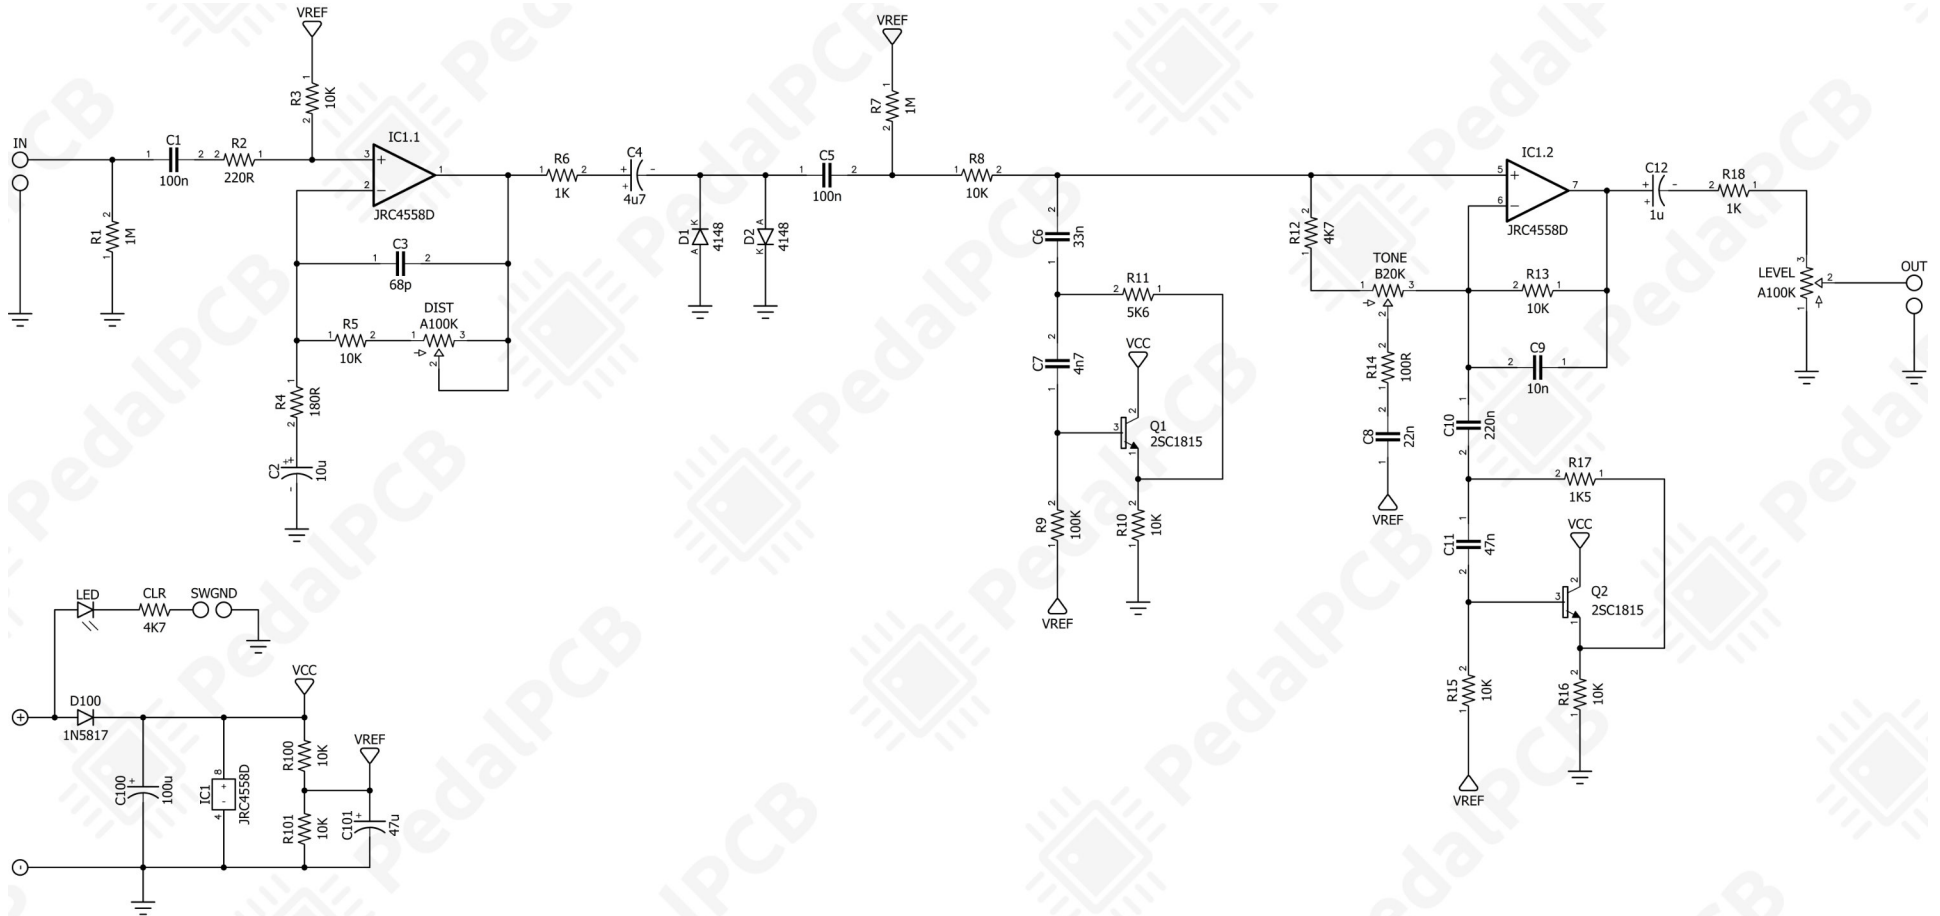 VREF
R3
10K
IN
C1
100n
R2
220R
R1
1M
IC1.1
JRC4558D
C3
68p
DIST
A100K
R5
10K
R4
180R
C2
10u
R6
1K
C4
4u7
D1
4148
D2
4148
C5
100n
VREF
R7
1M
R8
10K
C6
33n
R11
5K6
C7
4n7
VCC
Q1
2SC1815
R9
100K
R10
10K
VREF
R12
4K7
TONE
B20K
R14
100R
C8
22n
VREF
IC1.2
JRC4558D
R13
10K
C9
10n
C10
220n
R17
1K5
C11
47n
VCC
Q2
2SC1815
R15
10K
R16
10K
VREF
C12
1u
R18
1K
LEVEL
A100K
OUT
LED
CLR
4K7
SWGND
D100
1N5817
VCC
C100
100u
IC1
JRC4558D
R100
10K
R101
10K
VREF
C101
47u
PedalPCB